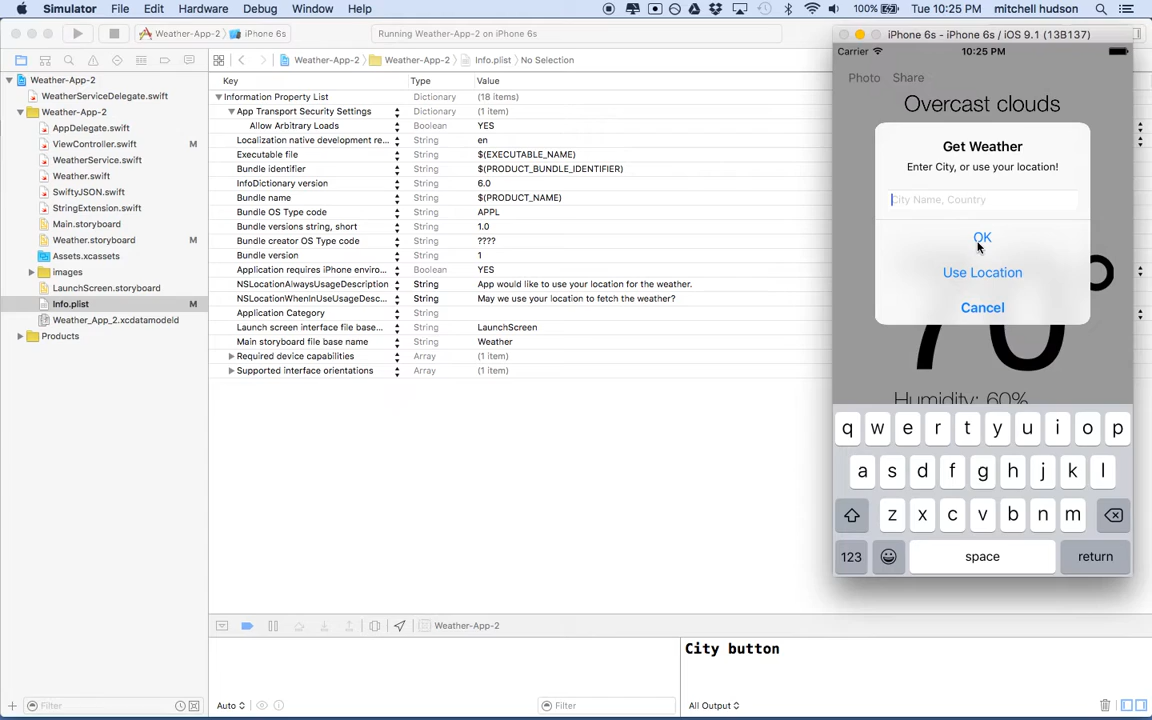 Simulator File Edit Hardware Debug Window Help
100% Tue 10:25 PM mitchell hudson
Weather-App-2 iPhone 6s
Running Weather-App-2 on iPhone 6s
Weather-App-2 Weather-App-2 Info.plist No Selection
Weather-App-2
WeatherServiceDelegate.swift
Weather-App-2
AppDelegate.swift
ViewController.swift M
WeatherService.swift
Weather.swift
SwiftyJSON.swift
StringExtension.swift
Main.storyboard
Weather.storyboard M
Assets.xcassets
images
LaunchScreen.storyboard
Info.plist M
Weather_App_2.xcdatamodeld
Products
Filter
Key Type Value
Information Property List Dictionary (18 items)
App Transport Security Settings Dictionary (1 item)
Allow Arbitrary Loads Boolean YES
Localization native development re... String en
Executable file String $(EXECUTABLE_NAME)
Bundle identifier String $(PRODUCT_BUNDLE_IDENTIFIER)
InfoDictionary version String 6.0
Bundle name String $(PRODUCT_NAME)
Bundle OS Type code String APPL
Bundle versions string, short String 1.0
Bundle creator OS Type code String ????
Bundle version String 1
Application requires iPhone enviro... Boolean YES
NSLocationAlwaysUsageDescription String App would like to use your location for the weather.
NSLocationWhenInUseUsageDesc... String May we use your location to fetch the weather?
Application Category String
Launch screen interface file base... String LaunchScreen
Main storyboard file base name String Weather
Required device capabilities Array (1 item)
Supported interface orientations Array (1 item)
Weather-App-2
Auto
Filter
City button
All Output
iPhone 6s - iPhone 6s / iOS 9.1 (13B137)
Carrier 10:25 PM
Photo Share
Overcast clouds
Get Weather
Enter City, or use your location!
City Name, Country
OK
Use Location
Cancel
70°
Humidity: 60%
q w e r t y u i o p
a s d f g h j k l
z x c v b n m
123 space return